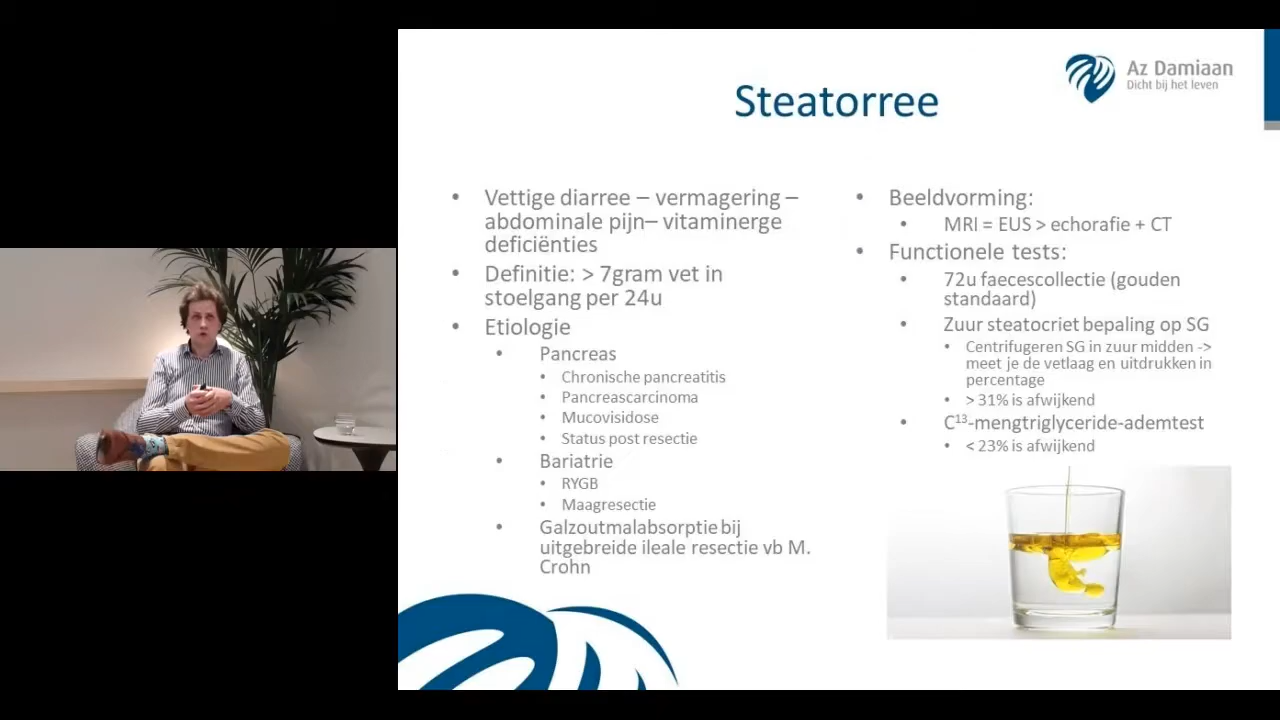 Az Damiaan
Dicht bij het leven
Steatorree
• Vettige diarree – vermagering –
abdominale pijn– vitaminerge
deficiënties
• Definitie: > 7gram vet in
stoelgang per 24u
• Etiologie
• Pancreas
• Chronische pancreatitis
• Pancreascarcinoma
• Mucovisidose
• Status post resectie
• Bariatrie
• RYGB
• Maagresectie
• Galzoutmalabsorptie bij
uitgebreide ileale resectie vb M.
Crohn
• Beeldvorming:
• MRI = EUS > echorafie + CT
• Functionele tests:
• 72u faecescollectie (gouden
standaard)
• Zuur steatocriet bepaling op SG
• Centrifugeren SG in zuur midden ->
meet je de vetlaag en uitdrukken in
percentage
• > 31% is afwijkend
• C¹³-mengtriglyceride-ademtest
• < 23% is afwijkend